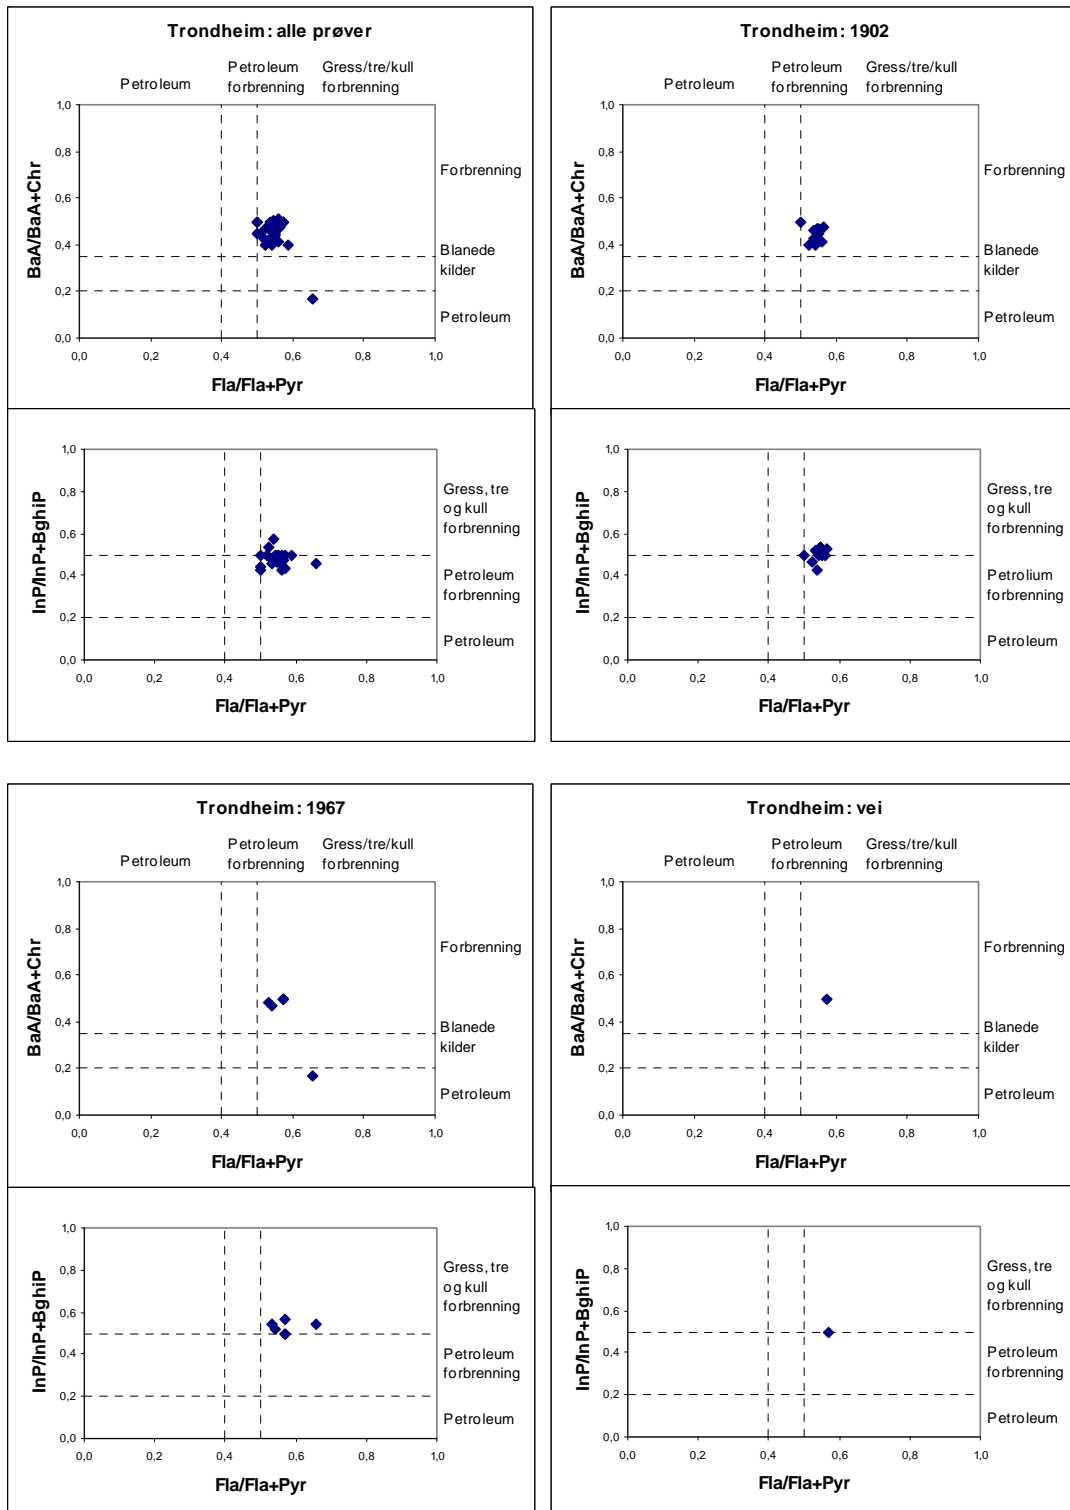 Trondheim: alle prøver
Petroleum
Petroleum
forbrenning
Gress/tre/kull
forbrenning
BaA/BaA+Chr
1,0
0,8
0,6
0,4
0,2
0,0
Forbrenning
Blanede
kilder
Petroleum
0,0 0,2 0,4 0,6 0,8 1,0
Fla/Fla+Pyr
InP/InP+BghiP
1,0
0,8
0,6
0,4
0,2
0,0
Gress, tre
og kull
forbrenning
Petroleum
forbrenning
Petroleum
0,0 0,2 0,4 0,6 0,8 1,0
Fla/Fla+Pyr
Trondheim: 1902
Petroleum
Petroleum
forbrenning
Gress/tre/kull
forbrenning
BaA/BaA+Chr
1,0
0,8
0,6
0,4
0,2
0,0
Forbrenning
Blanede
kilder
Petroleum
0,0 0,2 0,4 0,6 0,8 1,0
Fla/Fla+Pyr
InP/InP+BghiP
1,0
0,8
0,6
0,4
0,2
0,0
Gress, tre
og kull
forbrenning
Petrolium
forbrenning
Petroleum
0,0 0,2 0,4 0,6 0,8 1,0
Fla/Fla+Pyr
Trondheim: 1967
Petroleum
Petroleum
forbrenning
Gress/tre/kull
forbrenning
BaA/BaA+Chr
1,0
0,8
0,6
0,4
0,2
0,0
Forbrenning
Blanede
kilder
Petroleum
0,0 0,2 0,4 0,6 0,8 1,0
Fla/Fla+Pyr
InP/InP+BghiP
1,0
0,8
0,6
0,4
0,2
0,0
Gress, tre
og kull
forbrenning
Petroleum
forbrenning
Petroleum
0,0 0,2 0,4 0,6 0,8 1,0
Fla/Fla+Pyr
Trondheim: vei
Petroleum
Petroleum
forbrenning
Gress/tre/kull
forbrenning
BaA/BaA+Chr
1,0
0,8
0,6
0,4
0,2
0,0
Forbrenning
Blanede
kilder
Petroleum
0,0 0,2 0,4 0,6 0,8 1,0
Fla/Fla+Pyr
InP/InP+BghiP
1,0
0,8
0,6
0,4
0,2
0,0
Gress, tre
og kull
forbrenning
Petroleum
forbrenning
Petroleum
0,0 0,2 0,4 0,6 0,8 1,0
Fla/Fla+Pyr